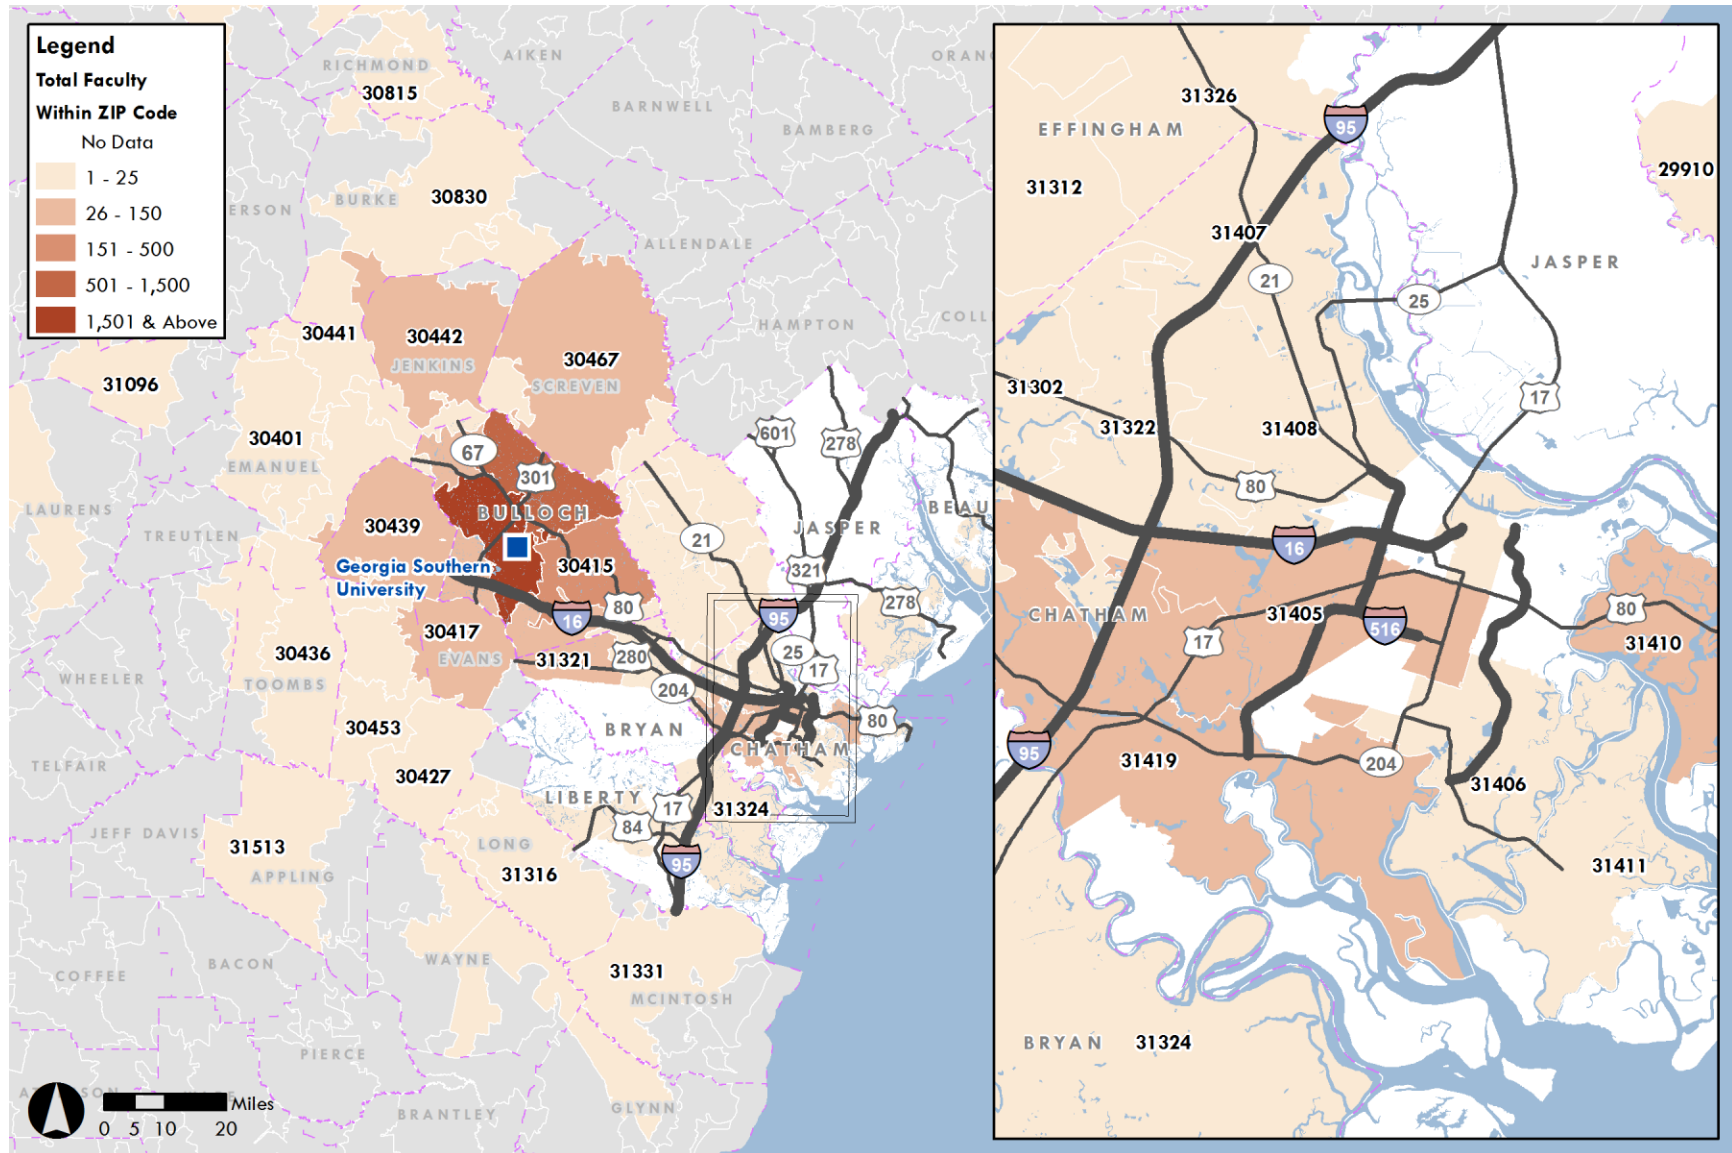 Legend
Total Faculty
Within ZIP Code
No Data
1 - 25
26 - 150
151 - 500
501 - 1,500
1,501 & Above
RICHMOND
30815
AIKEN
BARNWELL
BAMBERG
ORANG
BURKE
30830
ERSON
ALLENDALE
30441
30442
JENKINS
30467
SCREVEN
HAMPTON
COLL
31096
30401
EMANUEL
67
301
601
278
BULLOCH
LAURENS
TREUTLEN
30439
21
JASPER
BEAU
Georgia Southern
University
30415
321
278
80
16
95
30417
EVANS
31321
280
25
17
30436
TOOMBS
WHEELER
204
80
30453
BRYAN
CHATHAM
TELFAIR
30427
LIBERTY
17
31324
84
JEFF DAVIS
31513
APPLING
LONG
31316
95
COFFEE
BACON
WAYNE
31331
MCINTOSH
PIERCE
BRANTLEY
GLYNN
Miles
0 5 10 20
31326
EFFINGHAM
95
31312
29910
31407
JASPER
21
25
31302
17
31322
31408
80
16
CHATHAM
31405
516
80
17
31410
95
31419
204
31406
31411
BRYAN
31324